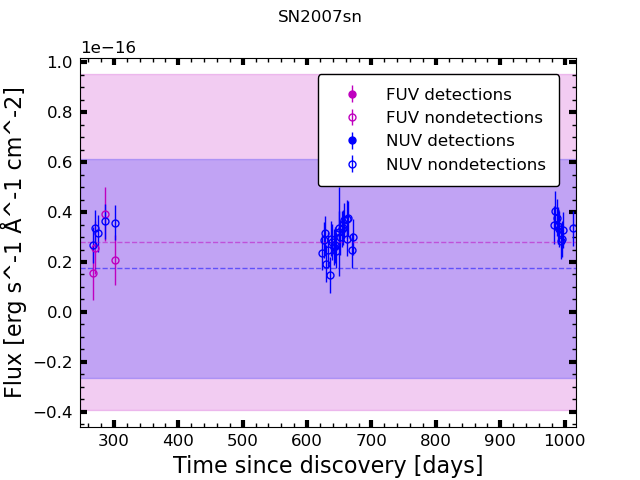 SN2007sn
1e−16
1.0
0.8
0.6
0.4
0.2
0.0
−0.2
−0.4
Flux [erg s^-1 Å^-1 cm^-2]
FUV detections
FUV nondetections
NUV detections
NUV nondetections
300 400 500 600 700 800 900 1000
Time since discovery [days]